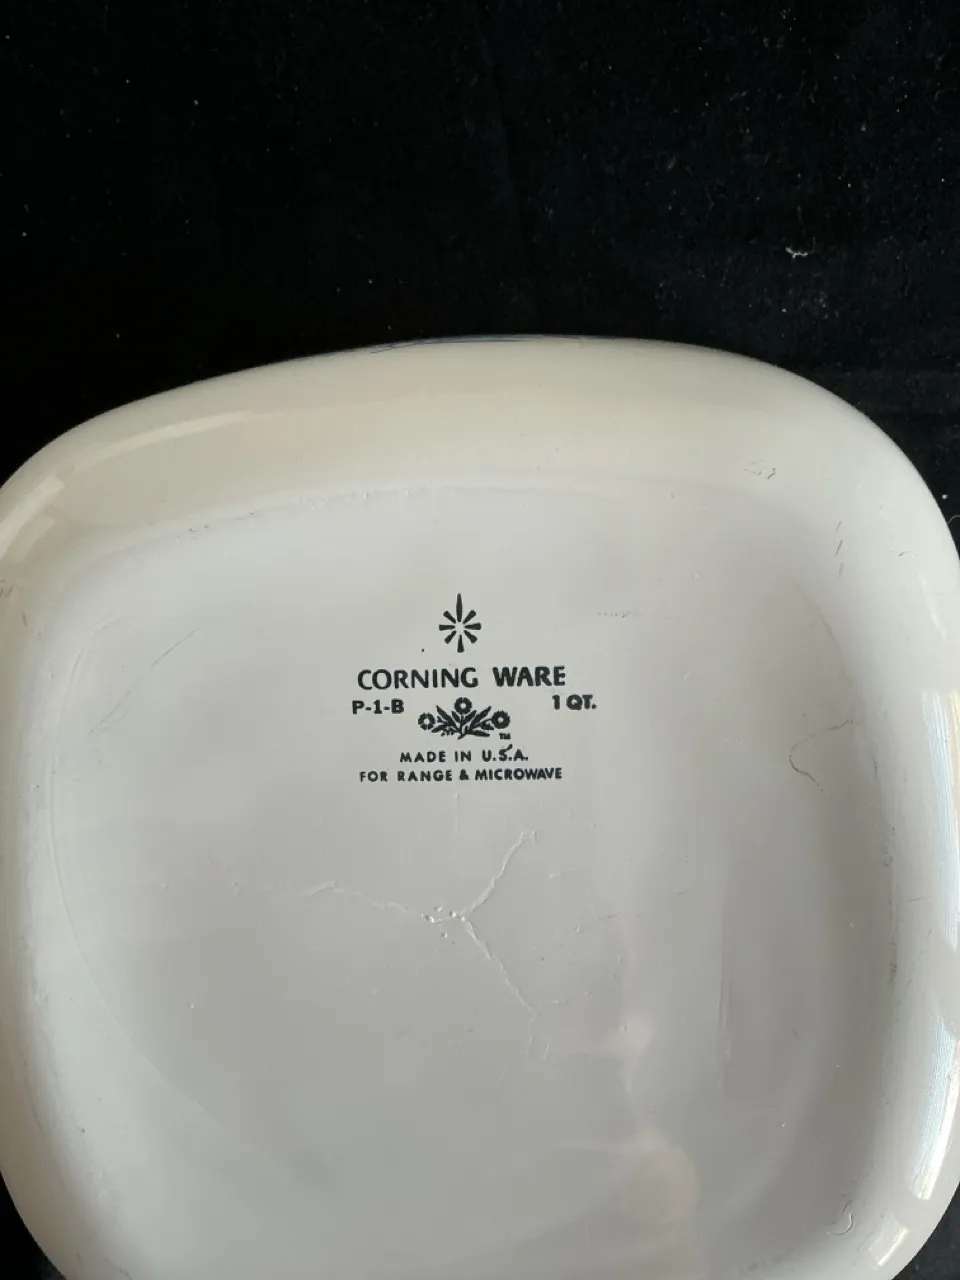 CORNING WARE
P-1-B 1 QT.
TM
MADE IN U.S.A.
FOR RANGE & MICROWAVE